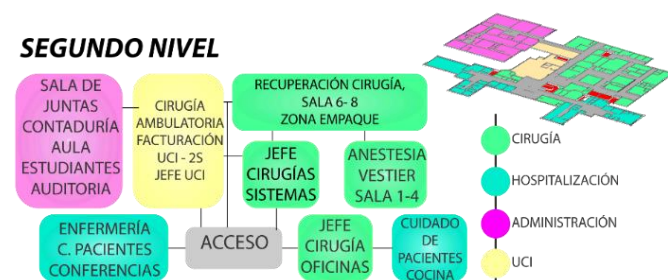 SEGUNDO NIVEL
SALA DE
JUNTAS
CONTADURÍA
AULA
ESTUDIANTES
AUDITORIA
CIRUGÍA
AMBULATORIA
FACTURACIÓN
UCI - 2S
JEFE UCI
RECUPERACIÓN CIRUGÍA,
SALA 6- 8
ZONA EMPAQUE
JEFE
CIRUGÍAS
SISTEMAS
ANESTESIA
VESTIER
SALA 1-4
ENFERMERÍA
C. PACIENTES
CONFERENCIAS
ACCESO
JEFE
CIRUGÍA
OFICINAS
CUIDADO
DE
PACIENTES
COCINA
CIRUGÍA
HOSPITALIZACIÓN
ADMINISTRACIÓN
UCI